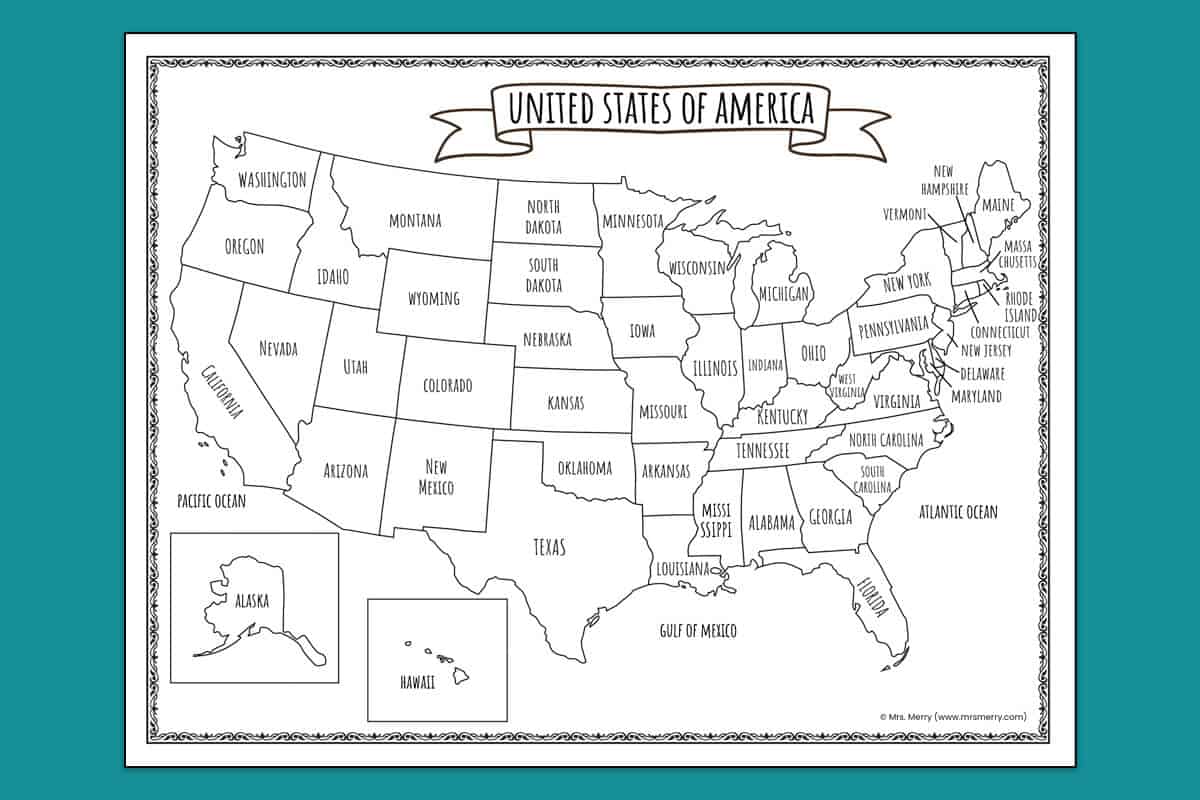 UNITED STATES OF AMERICA
NEW
HAMPSHIRE
VERMONT
MAINE
WASHINGTON
MONTANA
NORTH
DAKOTA
MINNESOTA
OREGON
IDAHO
SOUTH
DAKOTA
WISCONSIN
MASSA
CHUSETTS
WYOMING
MICHIGAN
NEW YORK
RHODE
ISLAND
CONNECTICUT
NEVADA
UTAH
NEBRASKA
IOWA
PENNSYLVANIA
NEW JERSEY
COLORADO
ILLINOIS
INDIANA
OHIO
DELAWARE
MARYLAND
CALIFORNIA
KANSAS
MISSOURI
WEST
VIRGINIA
VIRGINIA
KENTUCKY
ARIZONA
NEW
MEXICO
OKLAHOMA
ARKANSAS
TENNESSEE
NORTH CAROLINA
SOUTH
CAROLINA
PACIFIC OCEAN
ATLANTIC OCEAN
TEXAS
MISSI
SSIPPI
ALABAMA
GEORGIA
LOUISIANA
FLORIDA
ALASKA
GULF OF MEXICO
HAWAII
© Mrs. Merry (www.mrsmerry.com)